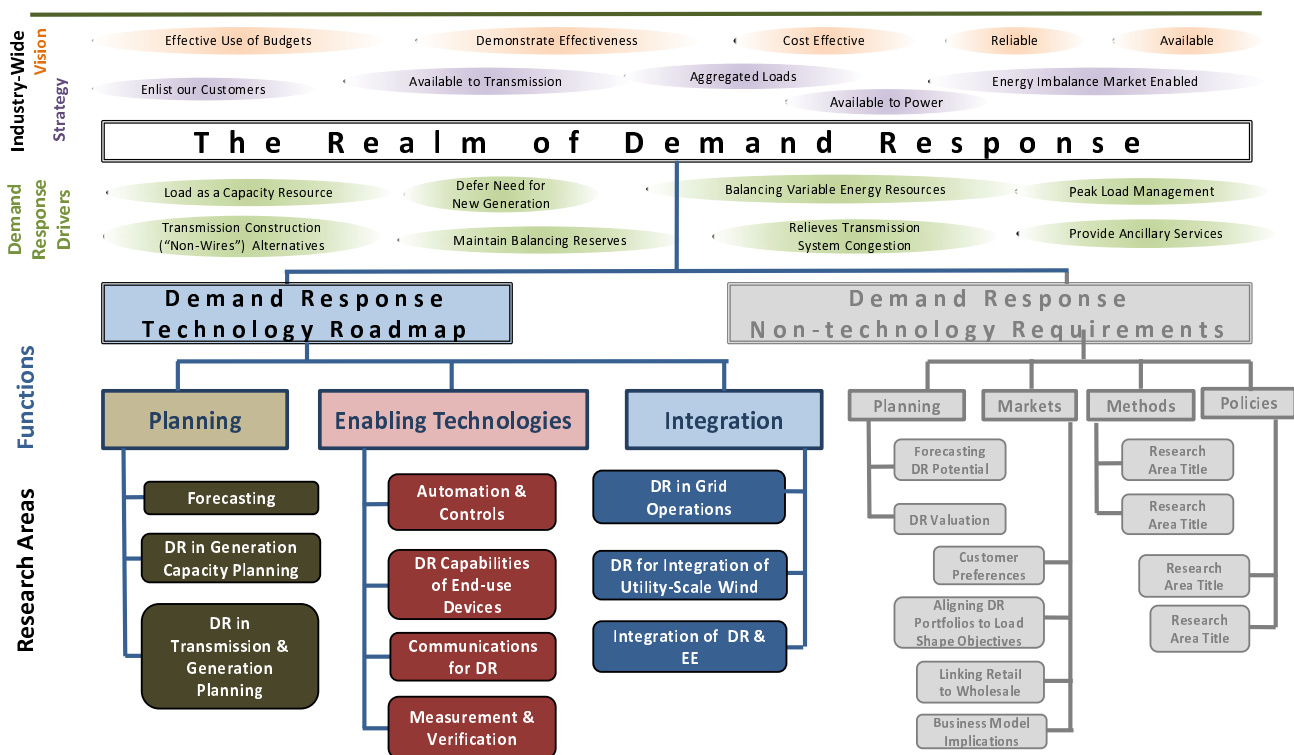 Industry-Wide
Vision
Strategy
Effective Use of Budgets
Demonstrate Effectiveness
Cost Effective
Reliable
Available
Enlist our Customers
Available to Transmission
Aggregated Loads
Available to Power
Energy Imbalance Market Enabled
The Realm of Demand Response
Demand
Response
Drivers
Load as a Capacity Resource
Defer Need for
New Generation
Balancing Variable Energy Resources
Peak Load Management
Transmission Construction
(“Non-Wires”) Alternatives
Maintain Balancing Reserves
Relieves Transmission
System Congestion
Provide Ancillary Services
Demand Response
Technology Roadmap
Demand Response
Non-technology Requirements
Functions
Planning
Enabling Technologies
Integration
Planning
Markets
Methods
Policies
Research Areas
Forecasting
DR in Generation
Capacity Planning
DR in
Transmission &
Generation
Planning
Automation &
Controls
DR Capabilities
of End-use
Devices
Communications
for DR
Measurement &
Verification
DR in Grid
Operations
DR for Integration of
Utility-Scale Wind
Integration of DR &
EE
Forecasting
DR Potential
DR Valuation
Customer
Preferences
Aligning DR
Portfolios to Load
Shape Objectives
Linking Retail
to Wholesale
Business Model
Implications
Research
Area Title
Research
Area Title
Research
Area Title
Research
Area Title